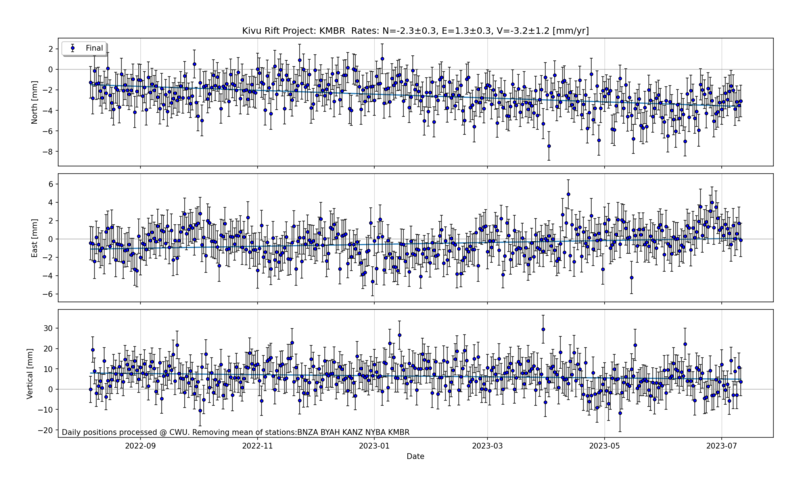 Kivu Rift Project: KMBR Rates: N=-2.3±0.3, E=1.3±0.3, V=-3.2±1.2 [mm/yr]
Final
North [mm]
2
0
−2
−4
−6
−8
East [mm]
6
4
2
0
−2
−4
−6
Vertical [mm]
30
20
10
0
−10
−20
Daily positions processed @ CWU. Removing mean of stations:BNZA BYAH KANZ NYBA KMBR
2022-09 2022-11 2023-01 2023-03 2023-05 2023-07
Date